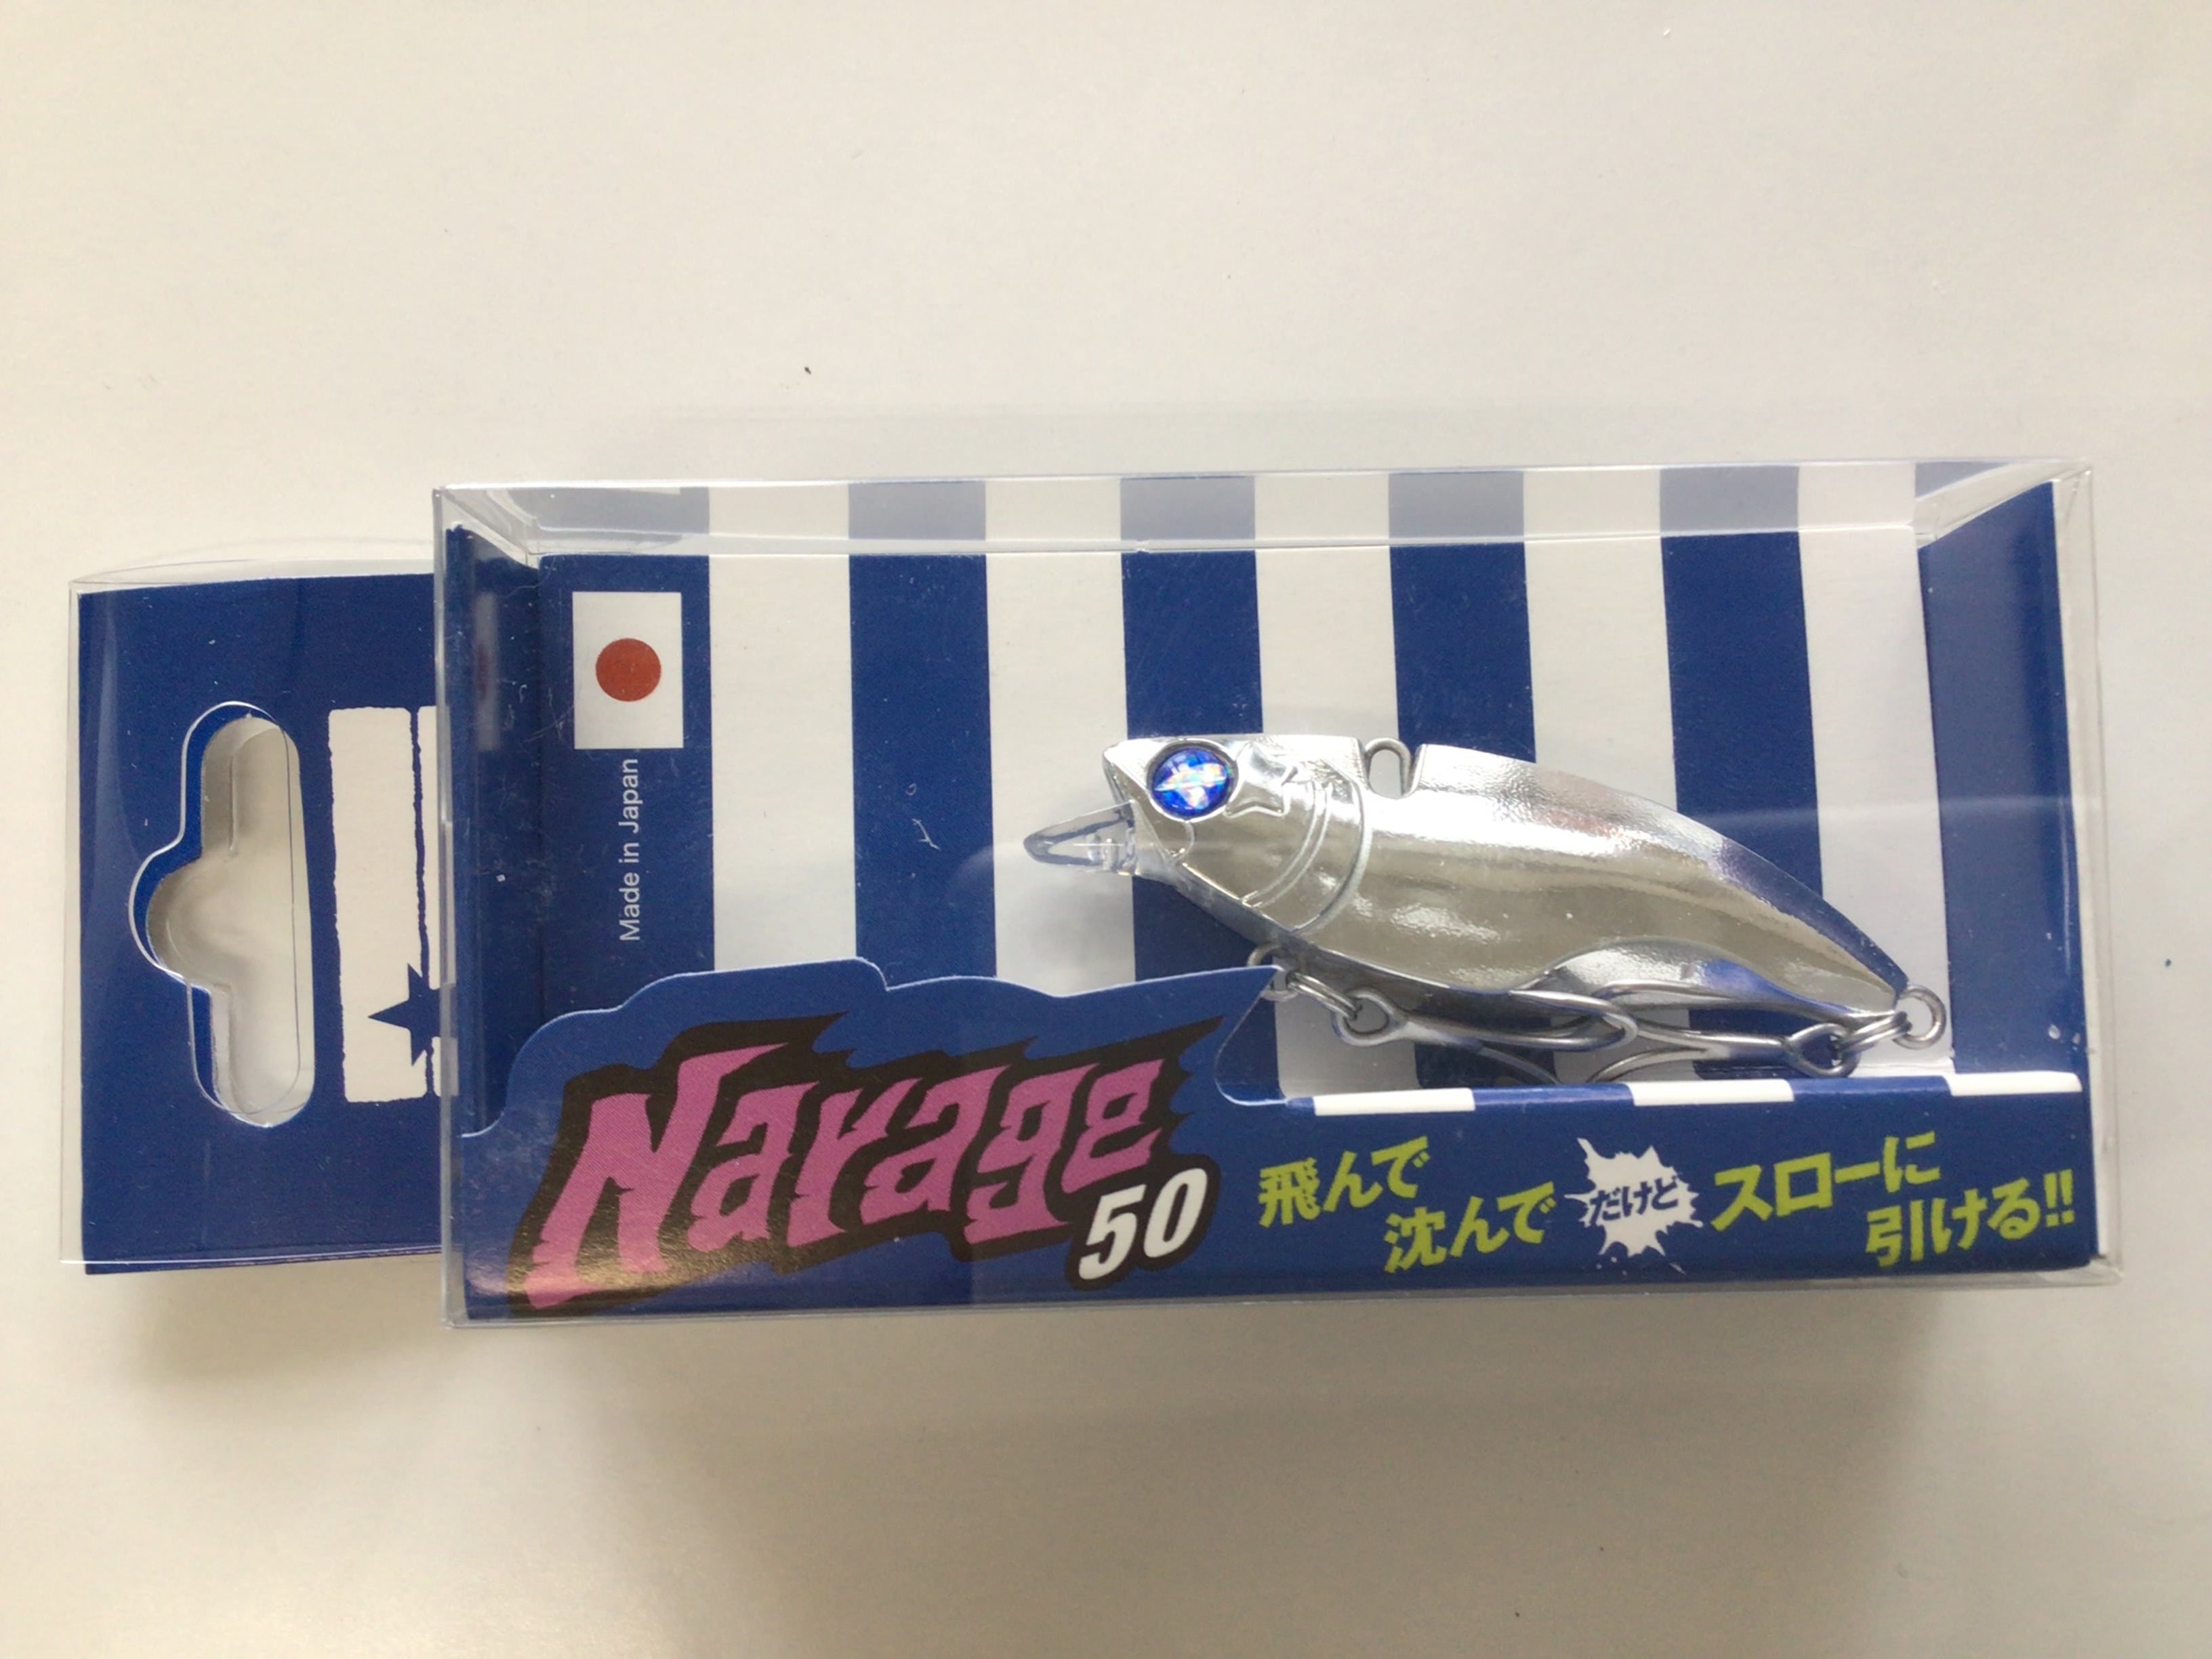 Made in Japan
Narage
50
飛んで
沈んで
だけど
スローに
引ける!!